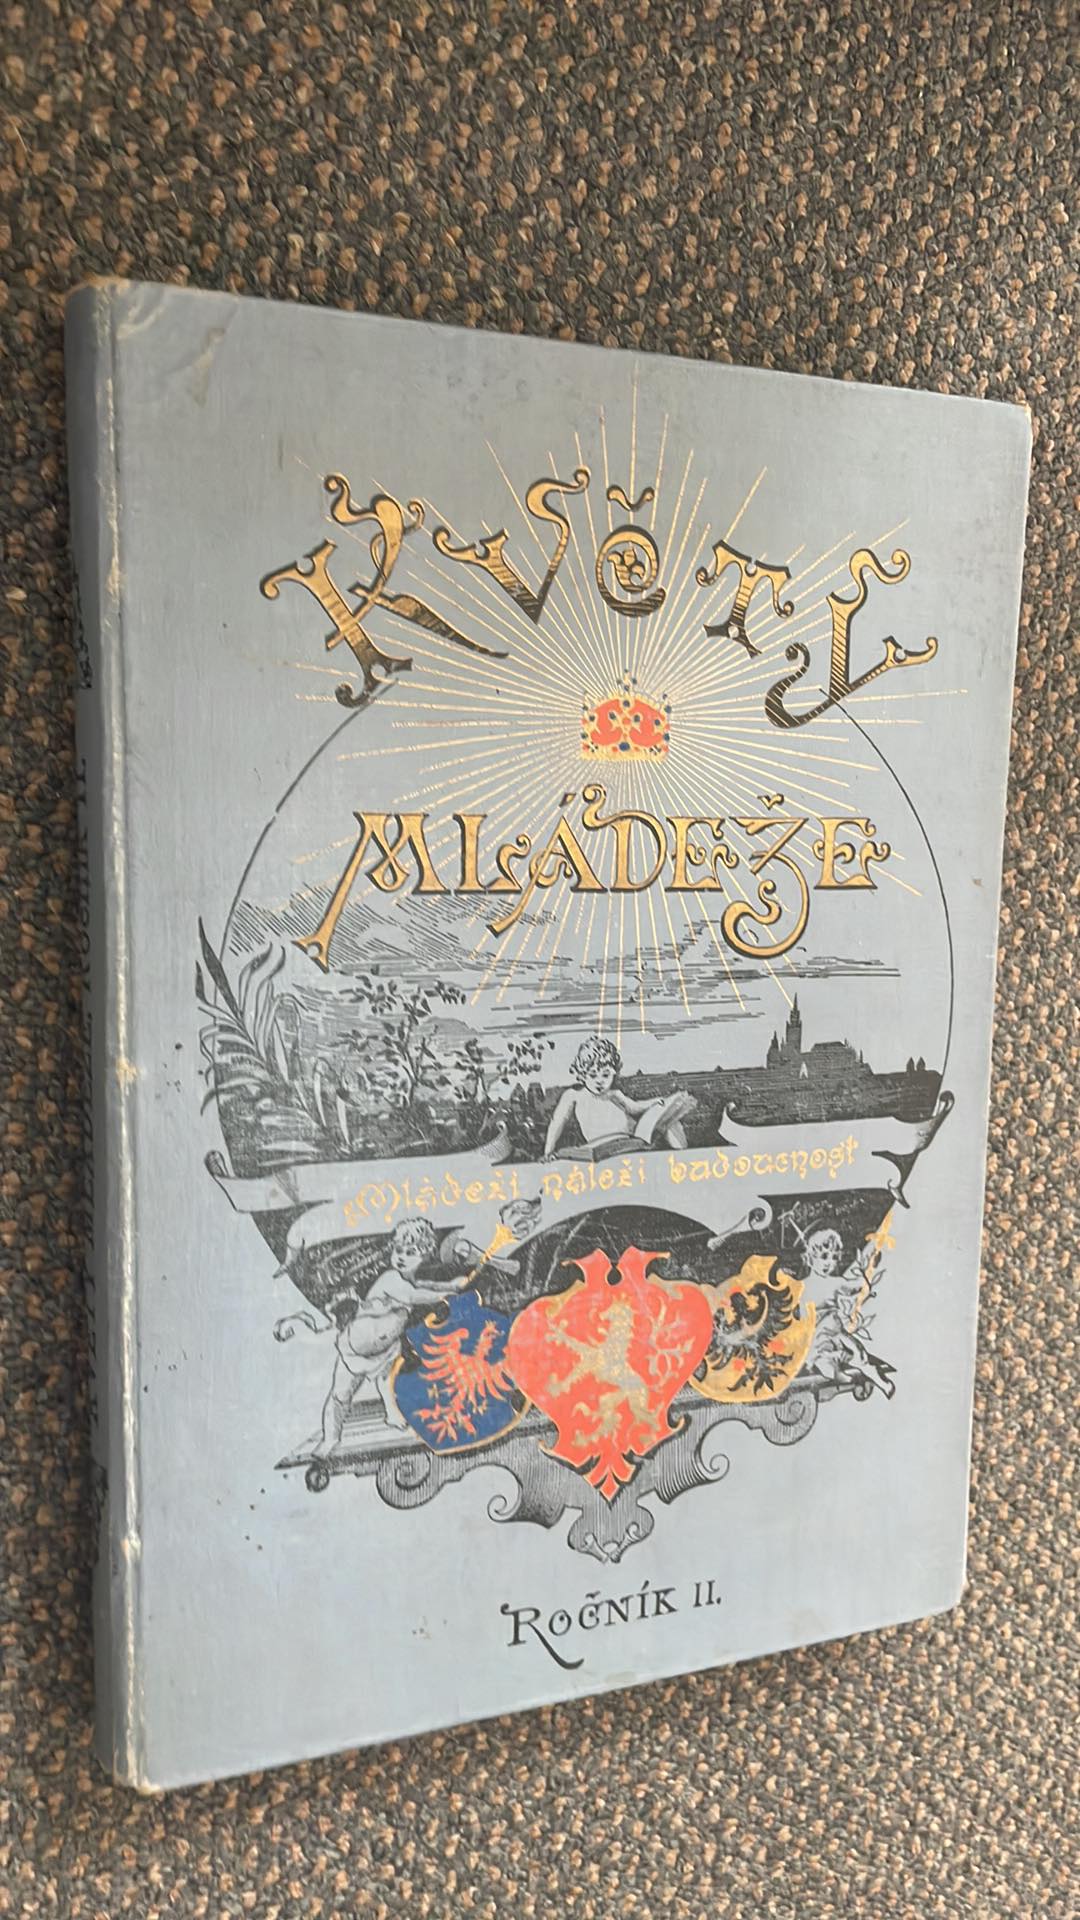 Květy
Mládeže
Mládeži náleží budoucnost
Ročník II.